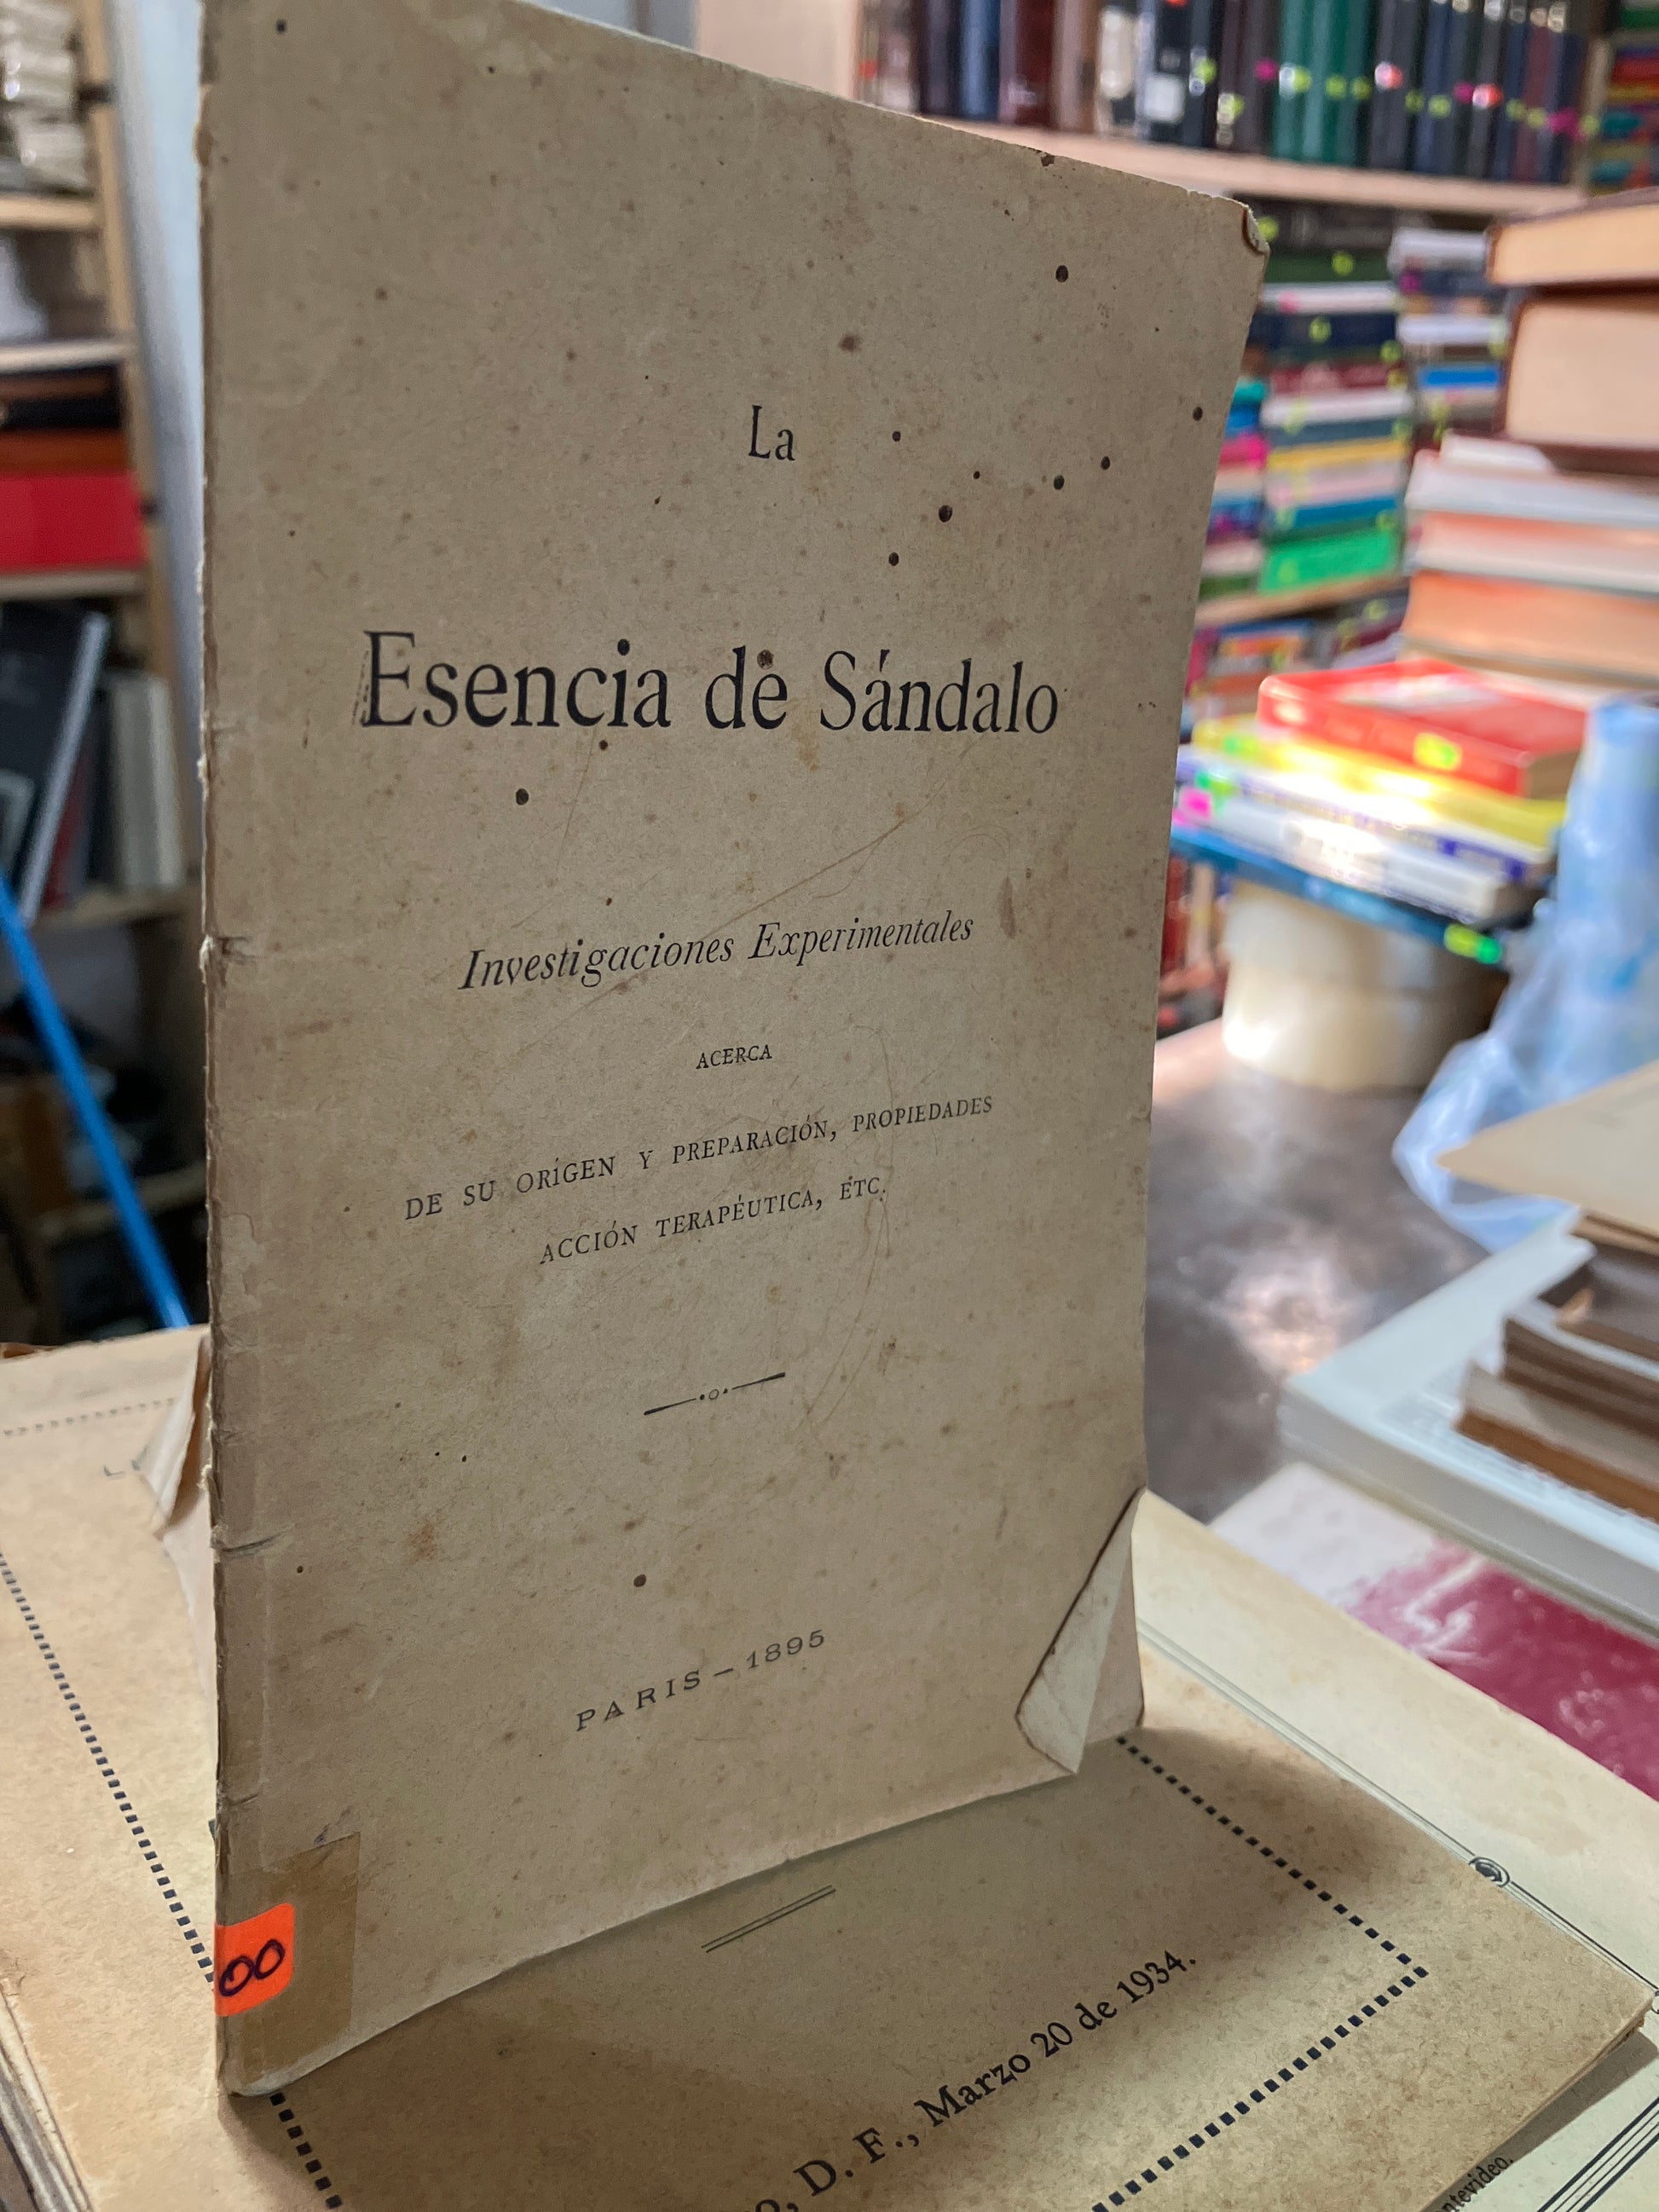 La
Esencia de Sándalo
Investigaciones Experimentales
ACERCA
DE SU ORÍGEN Y PREPARACIÓN, PROPIEDADES
ACCIÓN TERAPÉUTICA, ÉTC.
PARIS — 1895
00
D. F., Marzo 20 de 1934.